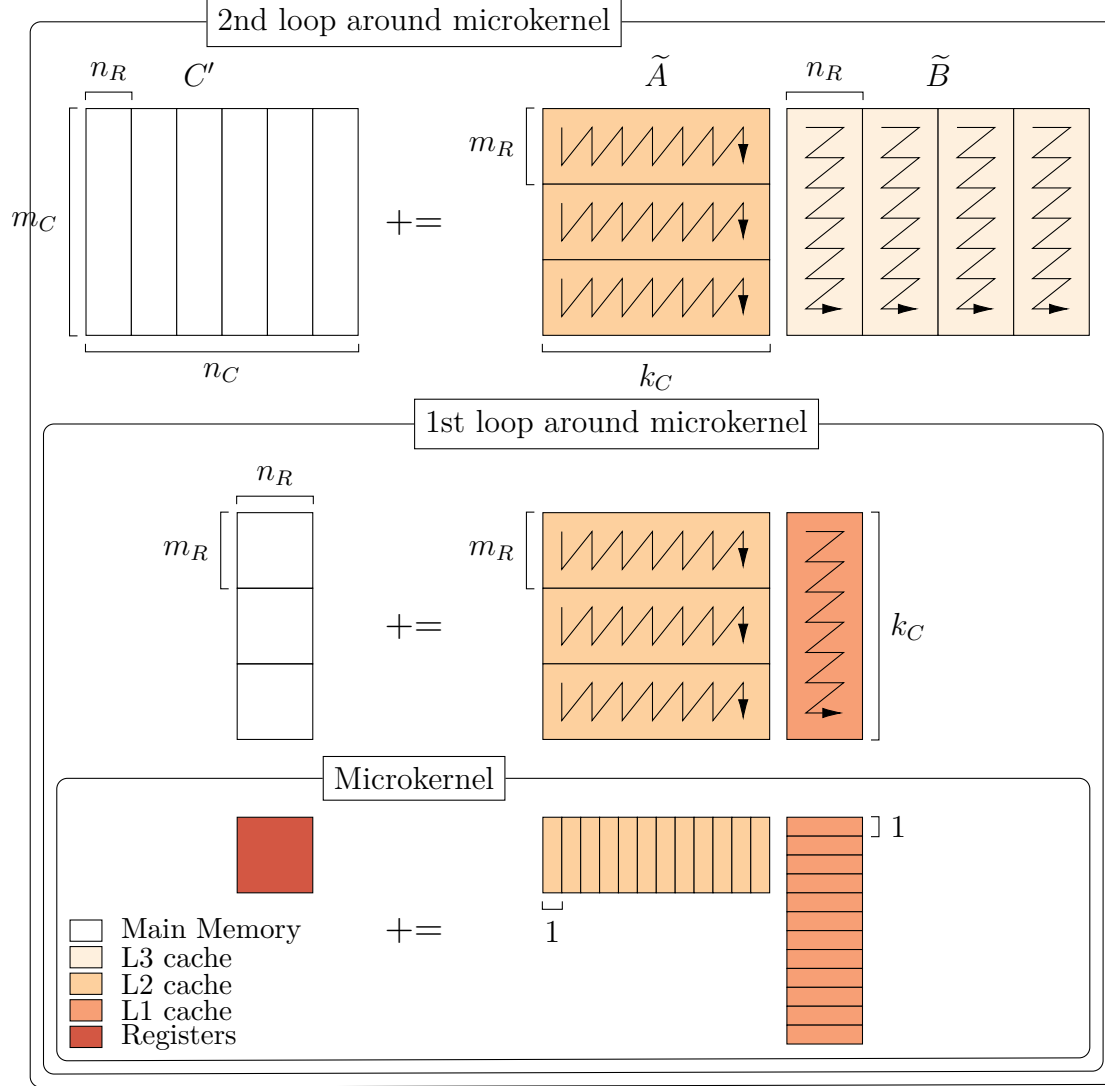 2nd loop around microkernel
n_R C′ Ã n_R B̃
m_R
m_C +=
n_C k_C
1st loop around microkernel
n_R
m_R m_R
+= k_C
Microkernel
1
+= 1
Main Memory
L3 cache
L2 cache
L1 cache
Registers